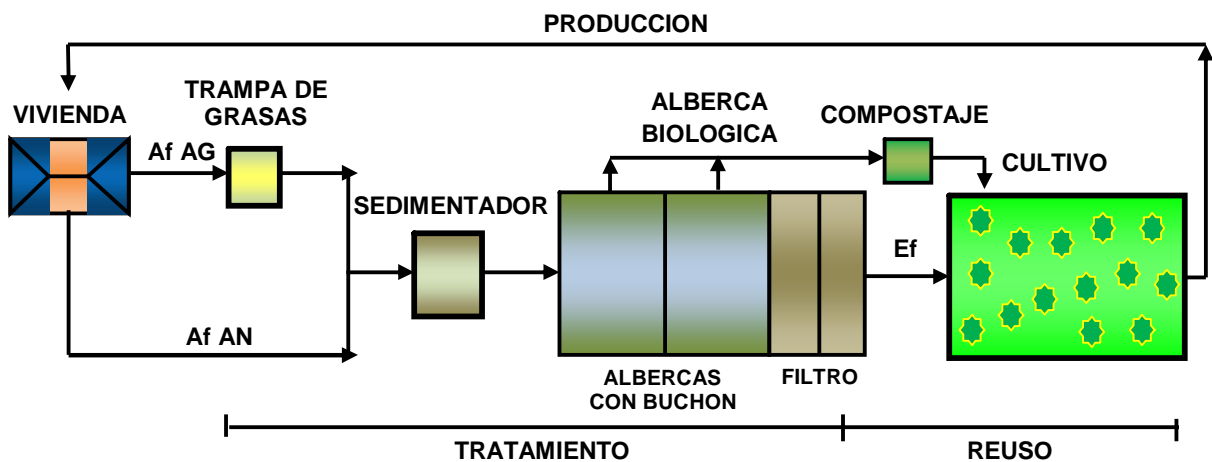 PRODUCCION
TRAMPA DE
GRASAS
VIVIENDA
ALBERCA
BIOLOGICA
COMPOSTAJE
Af AG
CULTIVO
SEDIMENTADOR
Ef
Af AN
ALBERCAS
CON BUCHON
FILTRO
TRATAMIENTO
REUSO